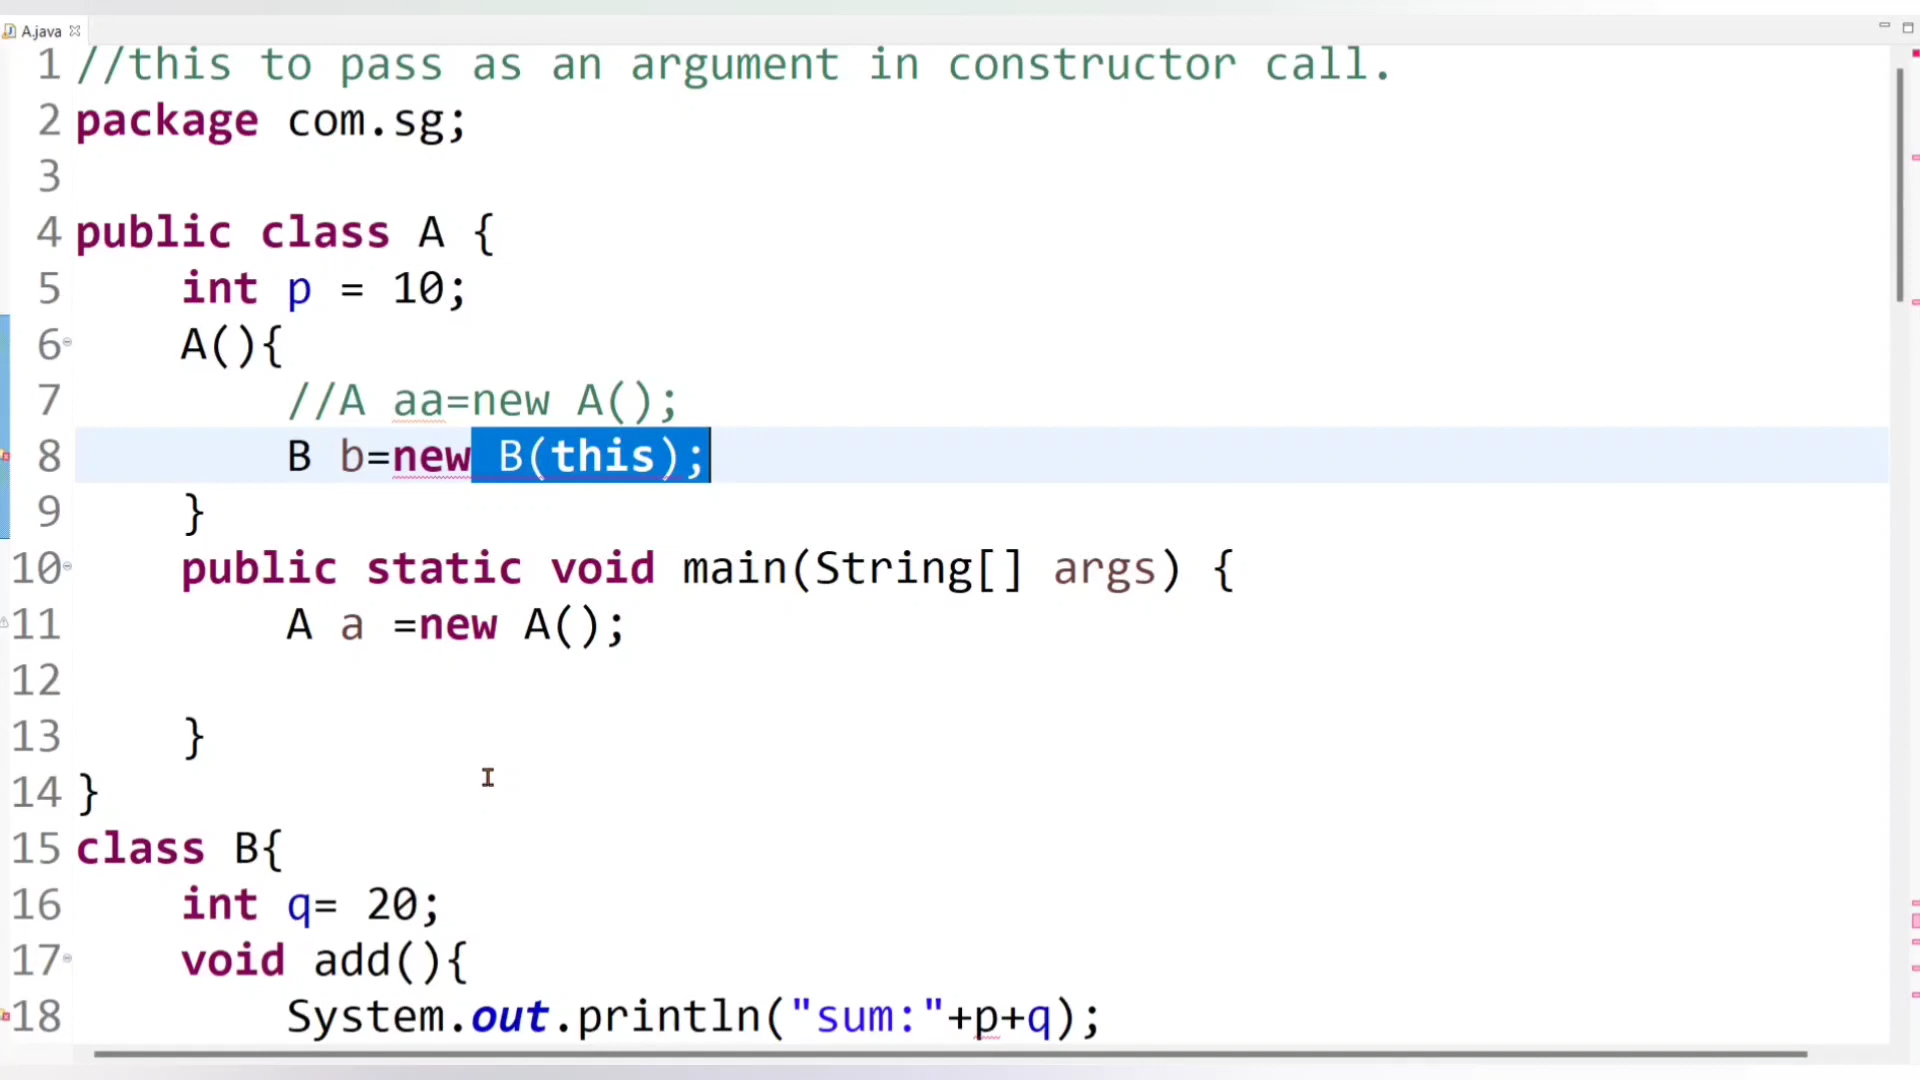 A.java
1 //this to pass as an argument in constructor call.
2 package com.sg;
3
4 public class A {
5 int p = 10;
6 A(){
7 //A aa=new A();
8 B b=new B(this);
9 }
10 public static void main(String[] args) {
11 A a =new A();
12
13 }
14 }
15 class B{
16 int q= 20;
17 void add(){
18 System.out.println("sum:"+p+q);